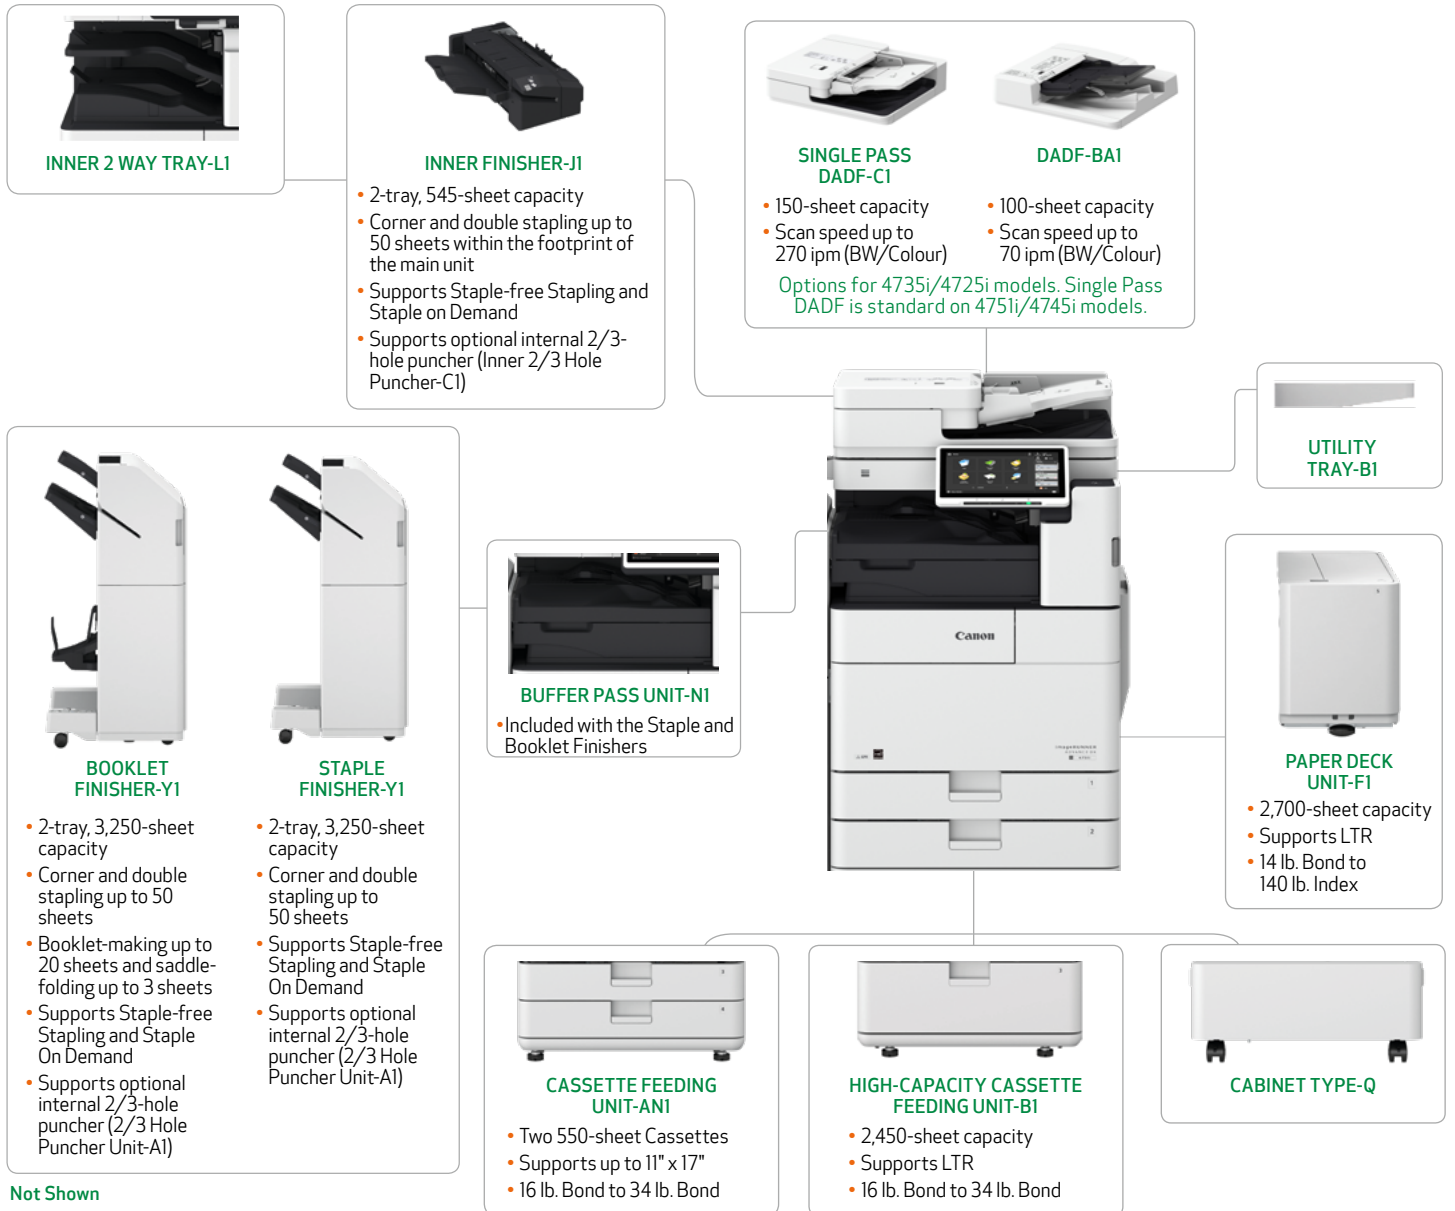 INNER 2 WAY TRAY-L1
INNER FINISHER-J1
• 2-tray, 545-sheet capacity
• Corner and double stapling up to
50 sheets within the footprint of
the main unit
• Supports Staple-free Stapling and
Staple on Demand
• Supports optional internal 2/3-
hole puncher (Inner 2/3 Hole
Puncher-C1)
SINGLE PASS
DADF-C1
• 150-sheet capacity
• Scan speed up to
270 ipm (BW/Colour)
DADF-BA1
• 100-sheet capacity
• Scan speed up to
70 ipm (BW/Colour)
Options for 4735i/4725i models. Single Pass
DADF is standard on 4751i/4745i models.
UTILITY
TRAY-B1
BOOKLET
FINISHER-Y1
• 2-tray, 3,250-sheet
capacity
• Corner and double
stapling up to 50
sheets
• Booklet-making up to
20 sheets and saddle-
folding up to 3 sheets
• Supports Staple-free
Stapling and Staple
On Demand
• Supports optional
internal 2/3-hole
puncher (2/3 Hole
Puncher Unit-A1)
STAPLE
FINISHER-Y1
• 2-tray, 3,250-sheet
capacity
• Corner and double
stapling up to
50 sheets
• Supports Staple-free
Stapling and Staple
On Demand
• Supports optional
internal 2/3-hole
puncher (2/3 Hole
Puncher Unit-A1)
BUFFER PASS UNIT-N1
• Included with the Staple and
Booklet Finishers
Canon
1
2
3
PAPER DECK
UNIT-F1
• 2,700-sheet capacity
• Supports LTR
• 14 lb. Bond to
140 lb. Index
3
4
CASSETTE FEEDING
UNIT-AN1
• Two 550-sheet Cassettes
• Supports up to 11" x 17"
• 16 lb. Bond to 34 lb. Bond
3
HIGH-CAPACITY CASSETTE
FEEDING UNIT-B1
• 2,450-sheet capacity
• Supports LTR
• 16 lb. Bond to 34 lb. Bond
CABINET TYPE-Q
Not Shown